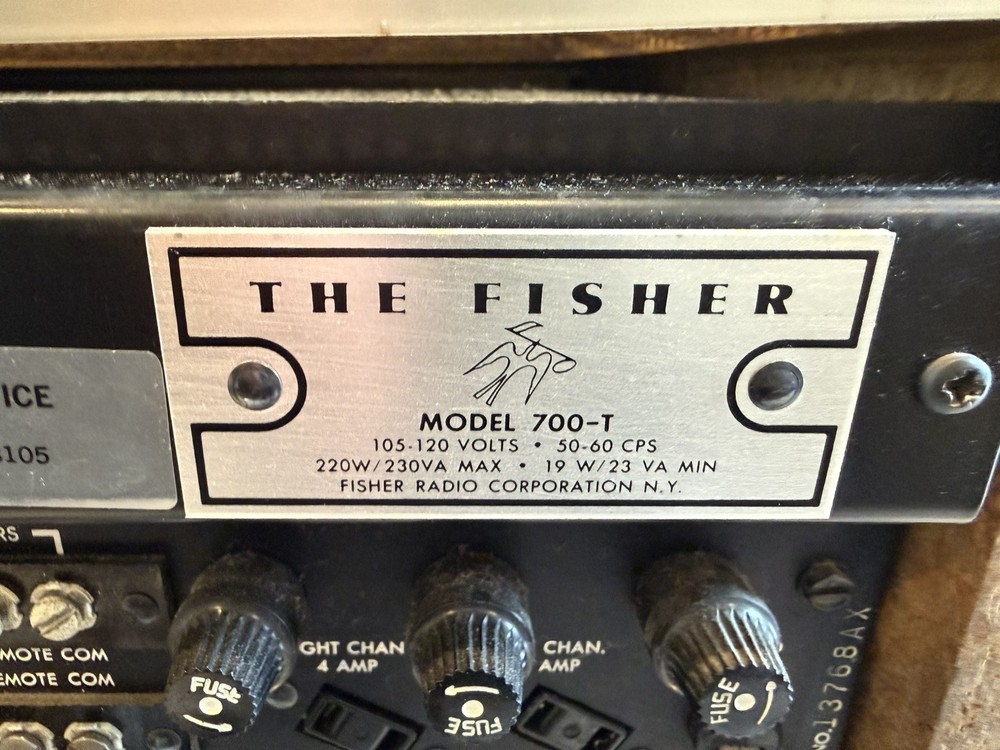 THE FISHER
MODEL 700-T
105-120 VOLTS • 50-60 CPS
220W/230VA MAX • 19 W/23 VA MIN
FISHER RADIO CORPORATION N.Y.
ICE
105
RS
MOTE COM
EMOTE COM
GHT CHAN
4 AMP
CHAN.
AMP
FUSE
FUSE
FUSE
No.13768AX